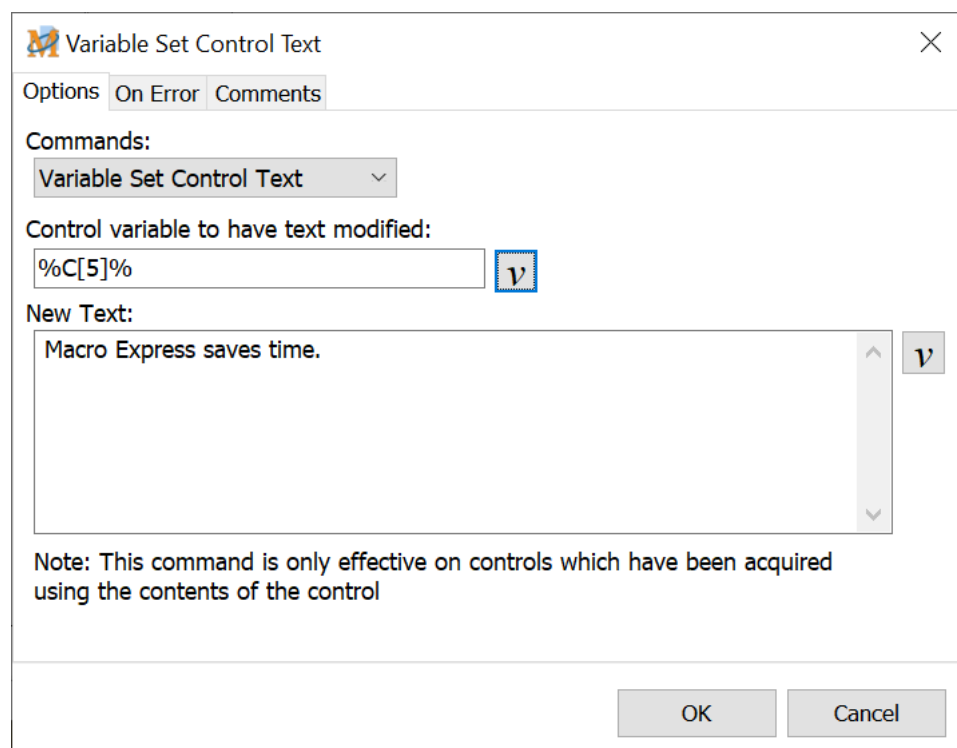 Variable Set Control Text
Options On Error Comments
Commands:
Variable Set Control Text
Control variable to have text modified:
%C[5]%
v
New Text:
Macro Express saves time.
v
Note: This command is only effective on controls which have been acquired
using the contents of the control
OK Cancel